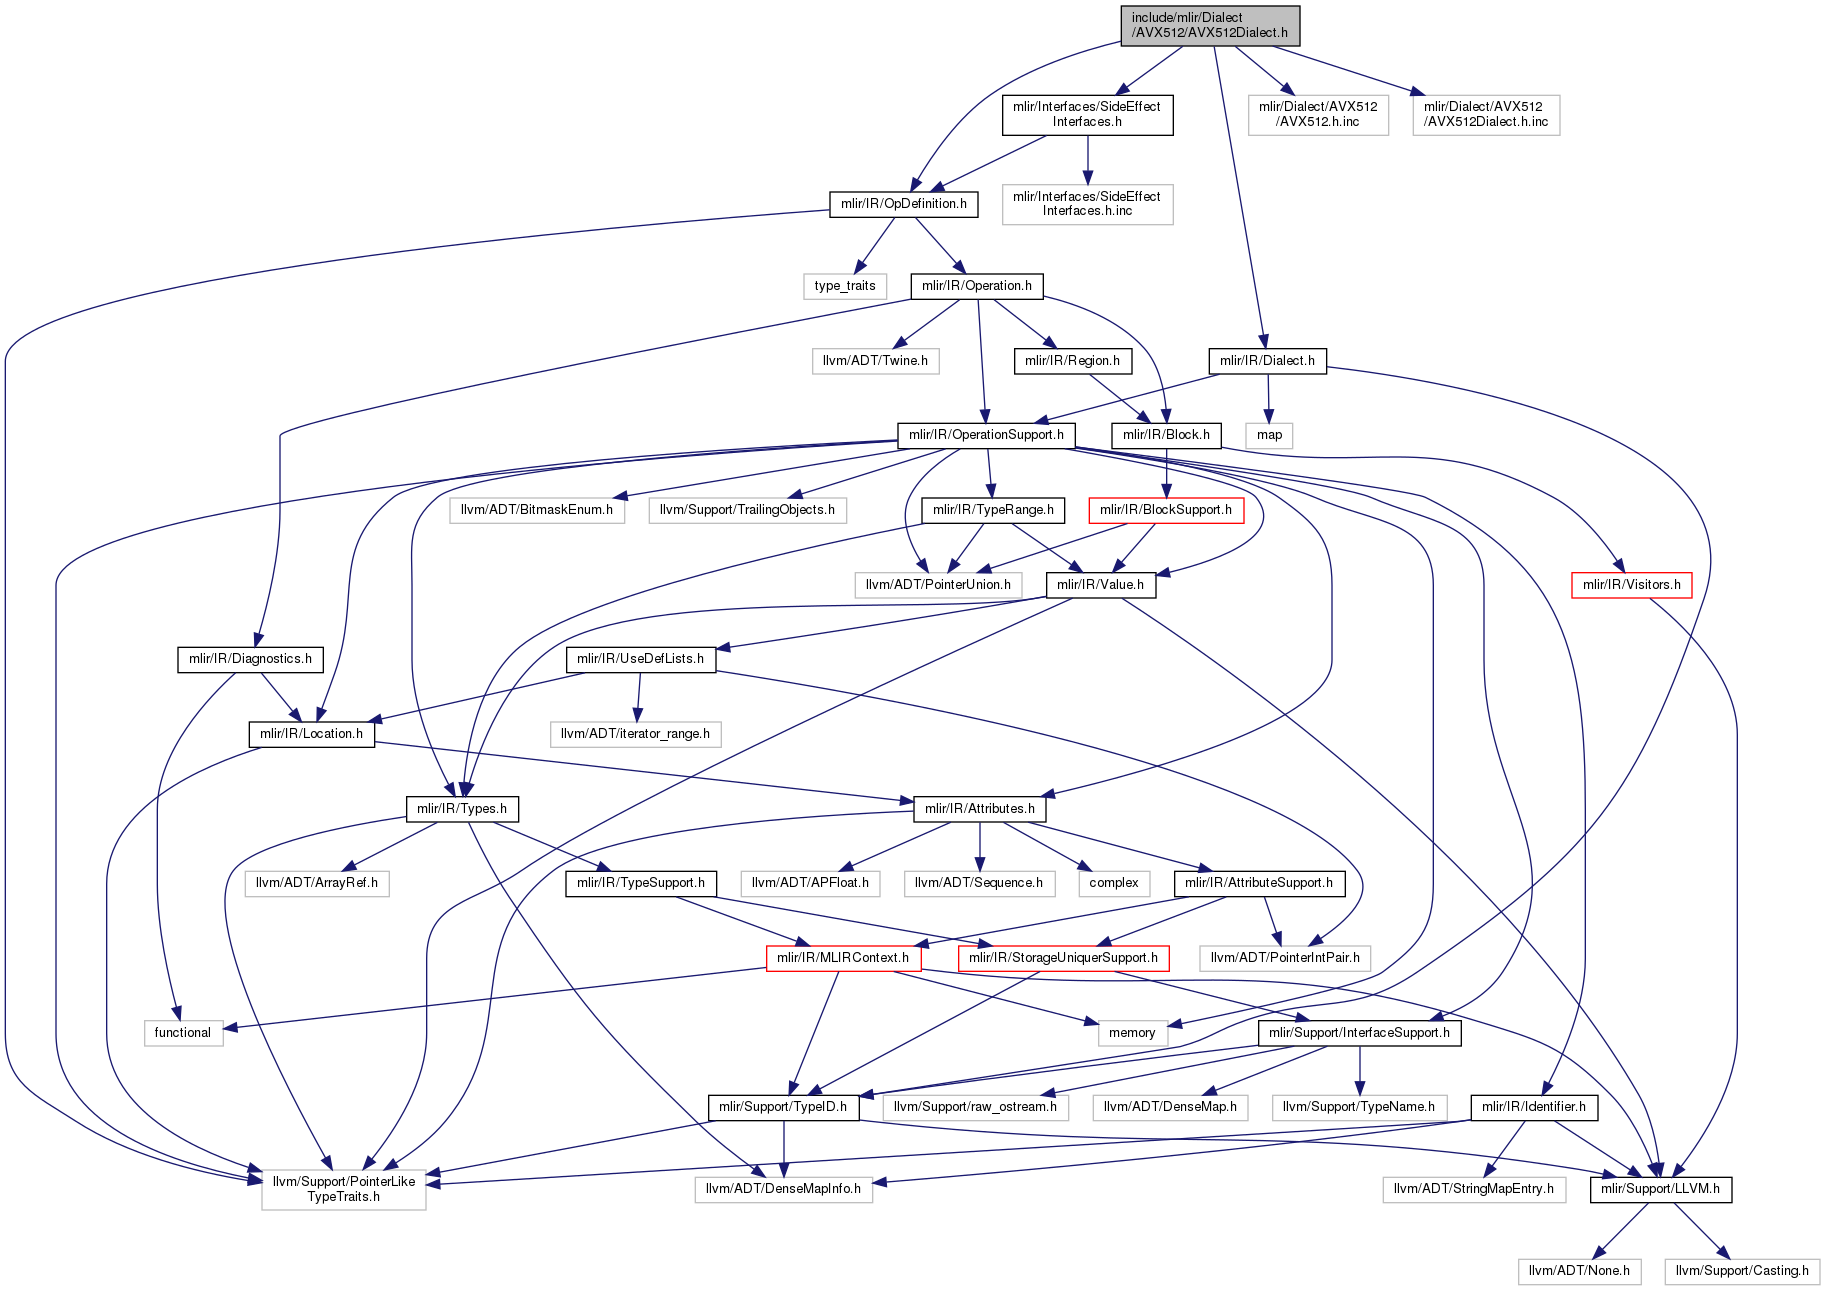 include/mlir/Dialect
/AVX512/AVX512Dialect.h
mlir/Interfaces/SideEffect
Interfaces.h
mlir/Dialect/AVX512
/AVX512.h.inc
mlir/Dialect/AVX512
/AVX512Dialect.h.inc
mlir/IR/OpDefinition.h
mlir/Interfaces/SideEffect
Interfaces.h.inc
type_traits
mlir/IR/Operation.h
llvm/ADT/Twine.h
mlir/IR/Region.h
mlir/IR/Dialect.h
mlir/IR/OperationSupport.h
mlir/IR/Block.h
map
llvm/ADT/BitmaskEnum.h
llvm/Support/TrailingObjects.h
mlir/IR/TypeRange.h
mlir/IR/BlockSupport.h
llvm/ADT/PointerUnion.h
mlir/IR/Value.h
mlir/IR/Visitors.h
mlir/IR/Diagnostics.h
mlir/IR/UseDefLists.h
mlir/IR/Location.h
llvm/ADT/iterator_range.h
mlir/IR/Types.h
mlir/IR/Attributes.h
llvm/ADT/ArrayRef.h
mlir/IR/TypeSupport.h
llvm/ADT/APFloat.h
llvm/ADT/Sequence.h
complex
mlir/IR/AttributeSupport.h
mlir/IR/MLIRContext.h
mlir/IR/StorageUniquerSupport.h
llvm/ADT/PointerIntPair.h
functional
memory
mlir/Support/InterfaceSupport.h
mlir/Support/TypeID.h
llvm/Support/raw_ostream.h
llvm/ADT/DenseMap.h
llvm/Support/TypeName.h
mlir/IR/Identifier.h
llvm/Support/PointerLike
TypeTraits.h
llvm/ADT/DenseMapInfo.h
llvm/ADT/StringMapEntry.h
mlir/Support/LLVM.h
llvm/ADT/None.h
llvm/Support/Casting.h